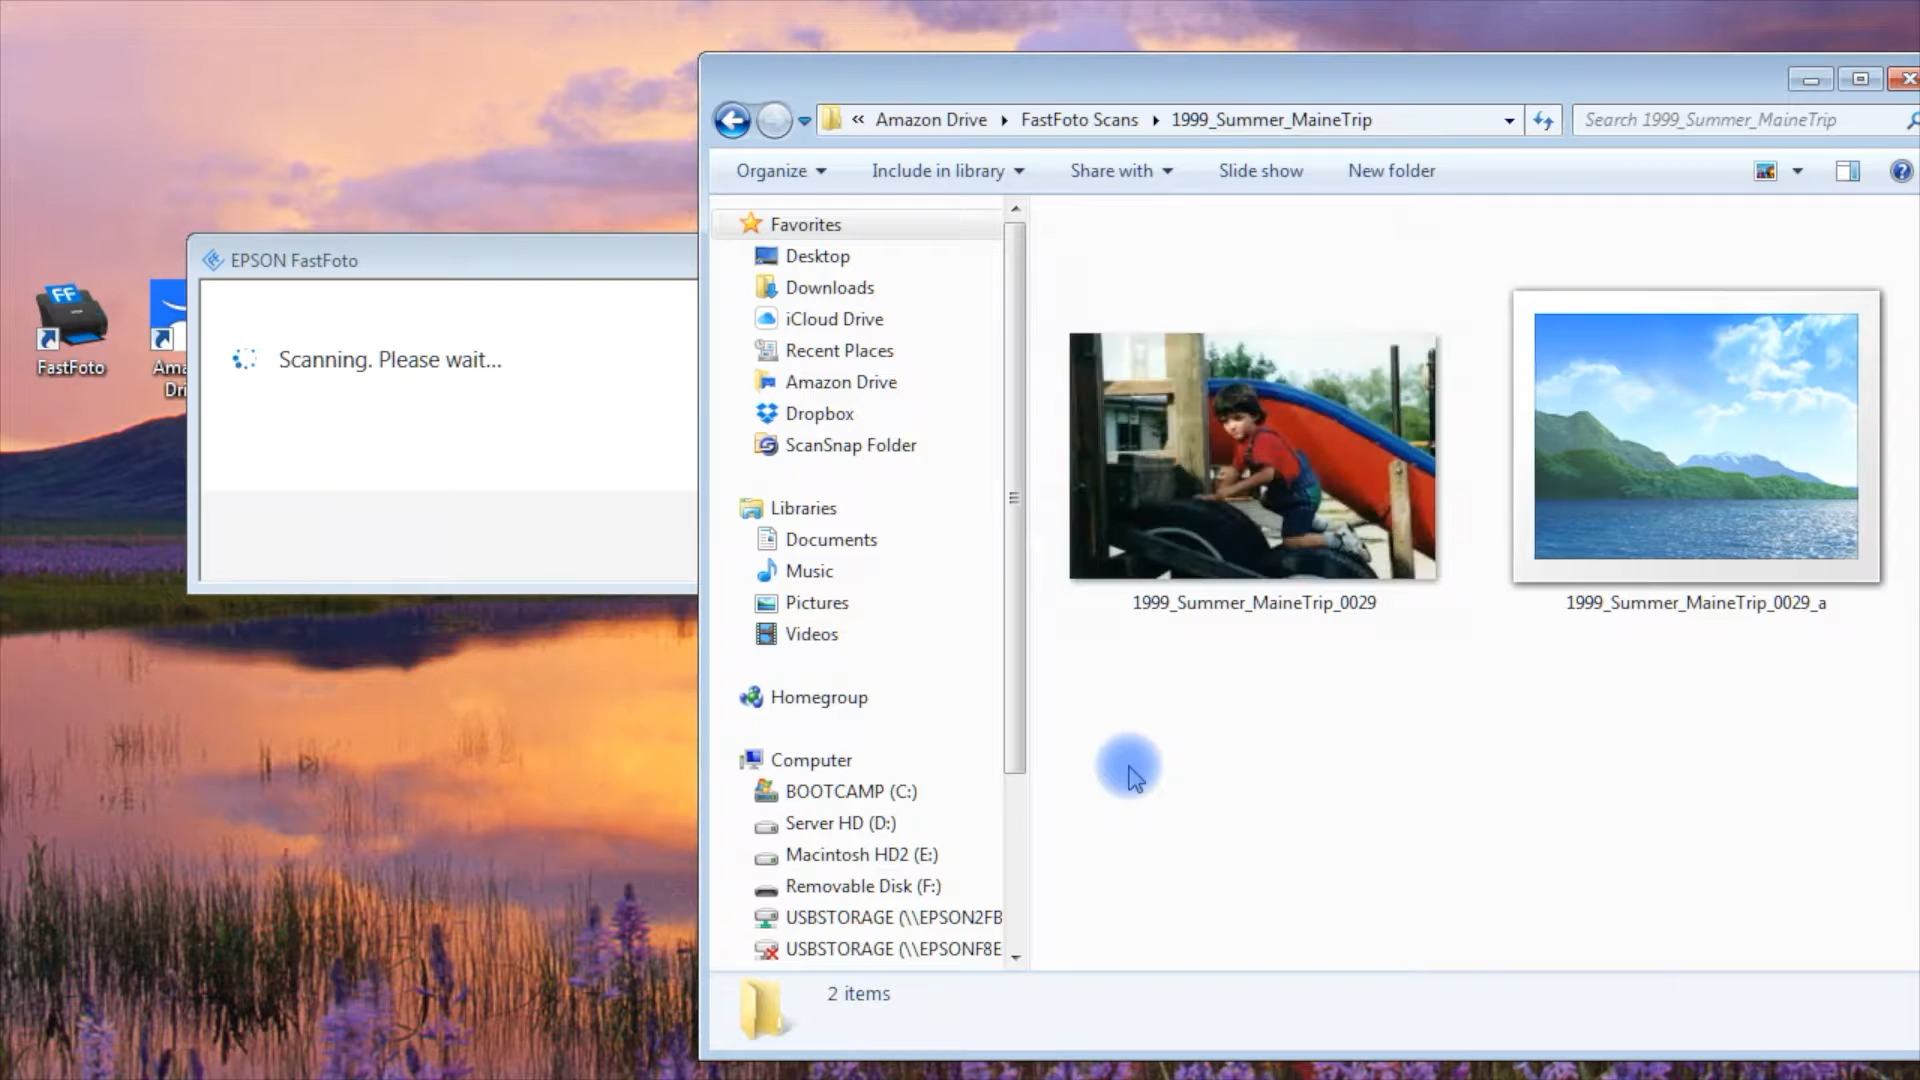 FF
FastFoto
Ama
Dri
EPSON FastFoto
Scanning. Please wait...
« Amazon Drive FastFoto Scans 1999_Summer_MaineTrip
Search 1999_Summer_MaineTrip
Organize Include in library Share with Slide show New folder
Favorites
Desktop
Downloads
iCloud Drive
Recent Places
Amazon Drive
Dropbox
ScanSnap Folder
Libraries
Documents
Music
Pictures
Videos
Homegroup
Computer
BOOTCAMP (C:)
Server HD (D:)
Macintosh HD2 (E:)
Removable Disk (F:)
USBSTORAGE (\\EPSON2FB
USBSTORAGE (\\EPSONF8E
1999_Summer_MaineTrip_0029
1999_Summer_MaineTrip_0029_a
2 items